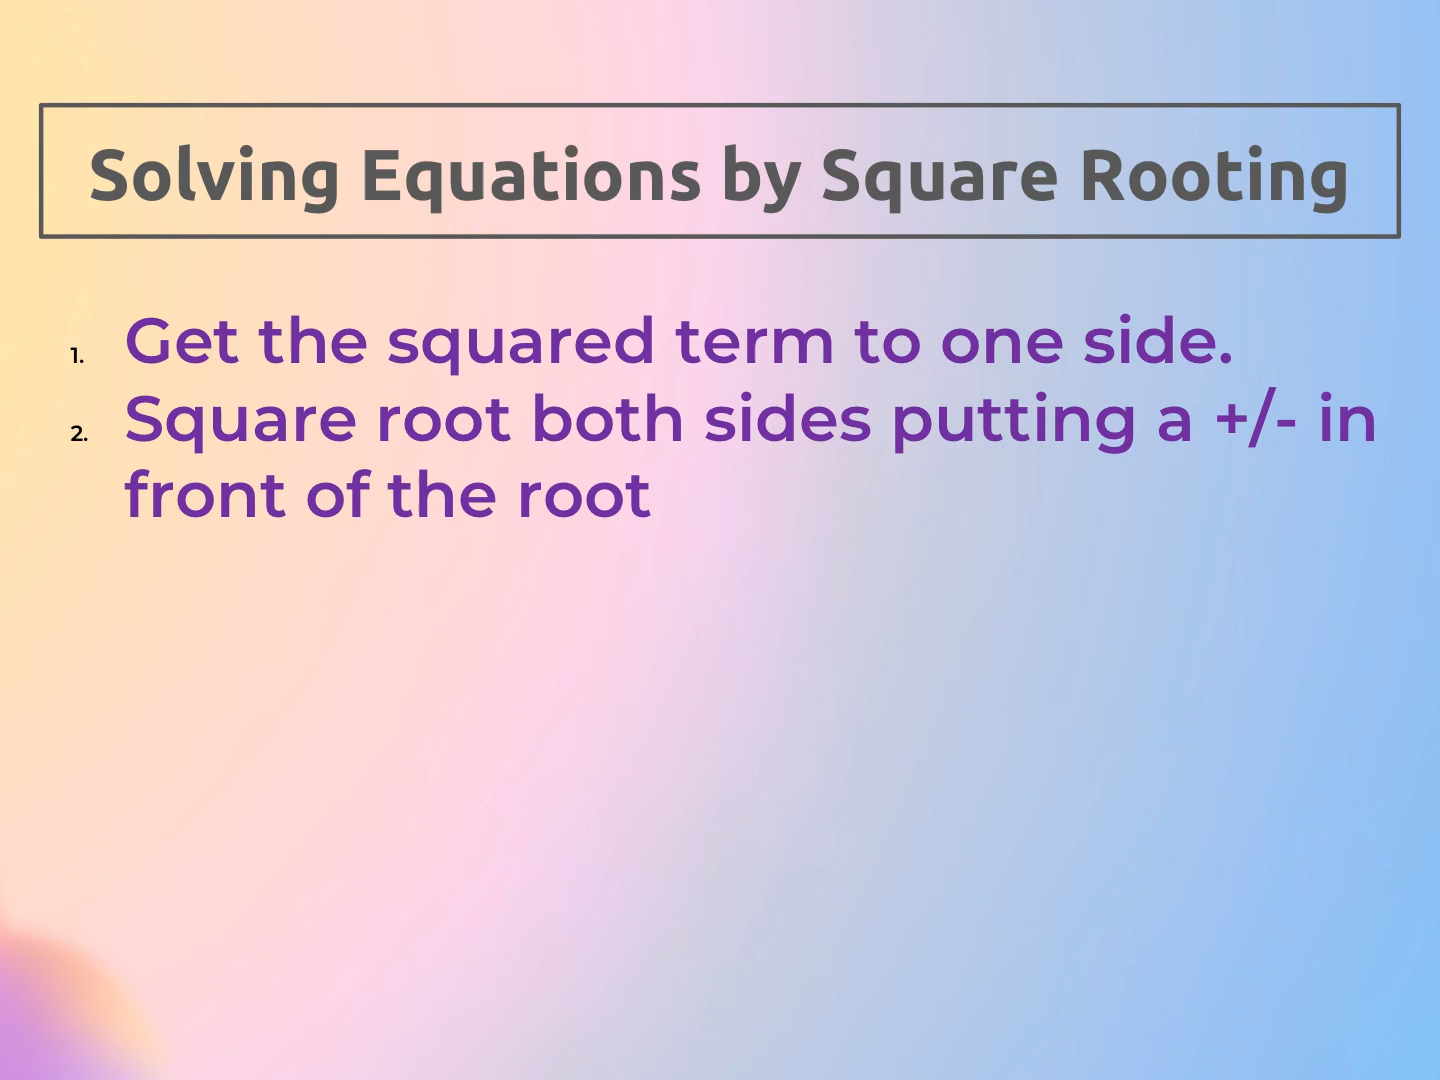 Solving Equations by Square Rooting
1. Get the squared term to one side.
2. Square root both sides putting a +/- in
front of the root